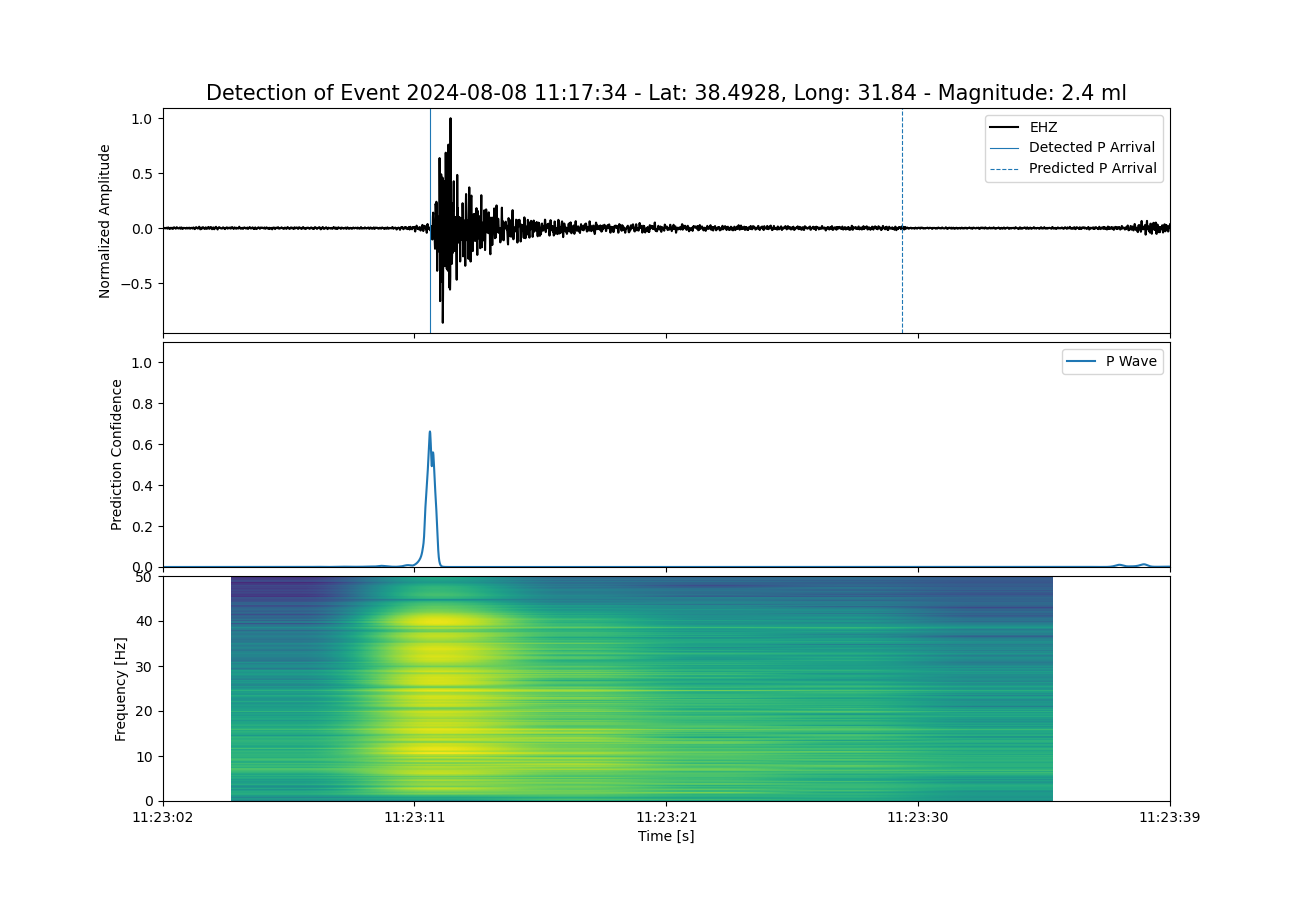 Detection of Event 2024-08-08 11:17:34 - Lat: 38.4928, Long: 31.84 - Magnitude: 2.4 ml
Normalized Amplitude
1.0
0.5
0.0
−0.5
EHZ
Detected P Arrival
Predicted P Arrival
Prediction Confidence
1.0
0.8
0.6
0.4
0.2
0.0
P Wave
Frequency [Hz]
50
40
30
20
10
0
11:23:02 11:23:11 11:23:21 11:23:30 11:23:39
Time [s]